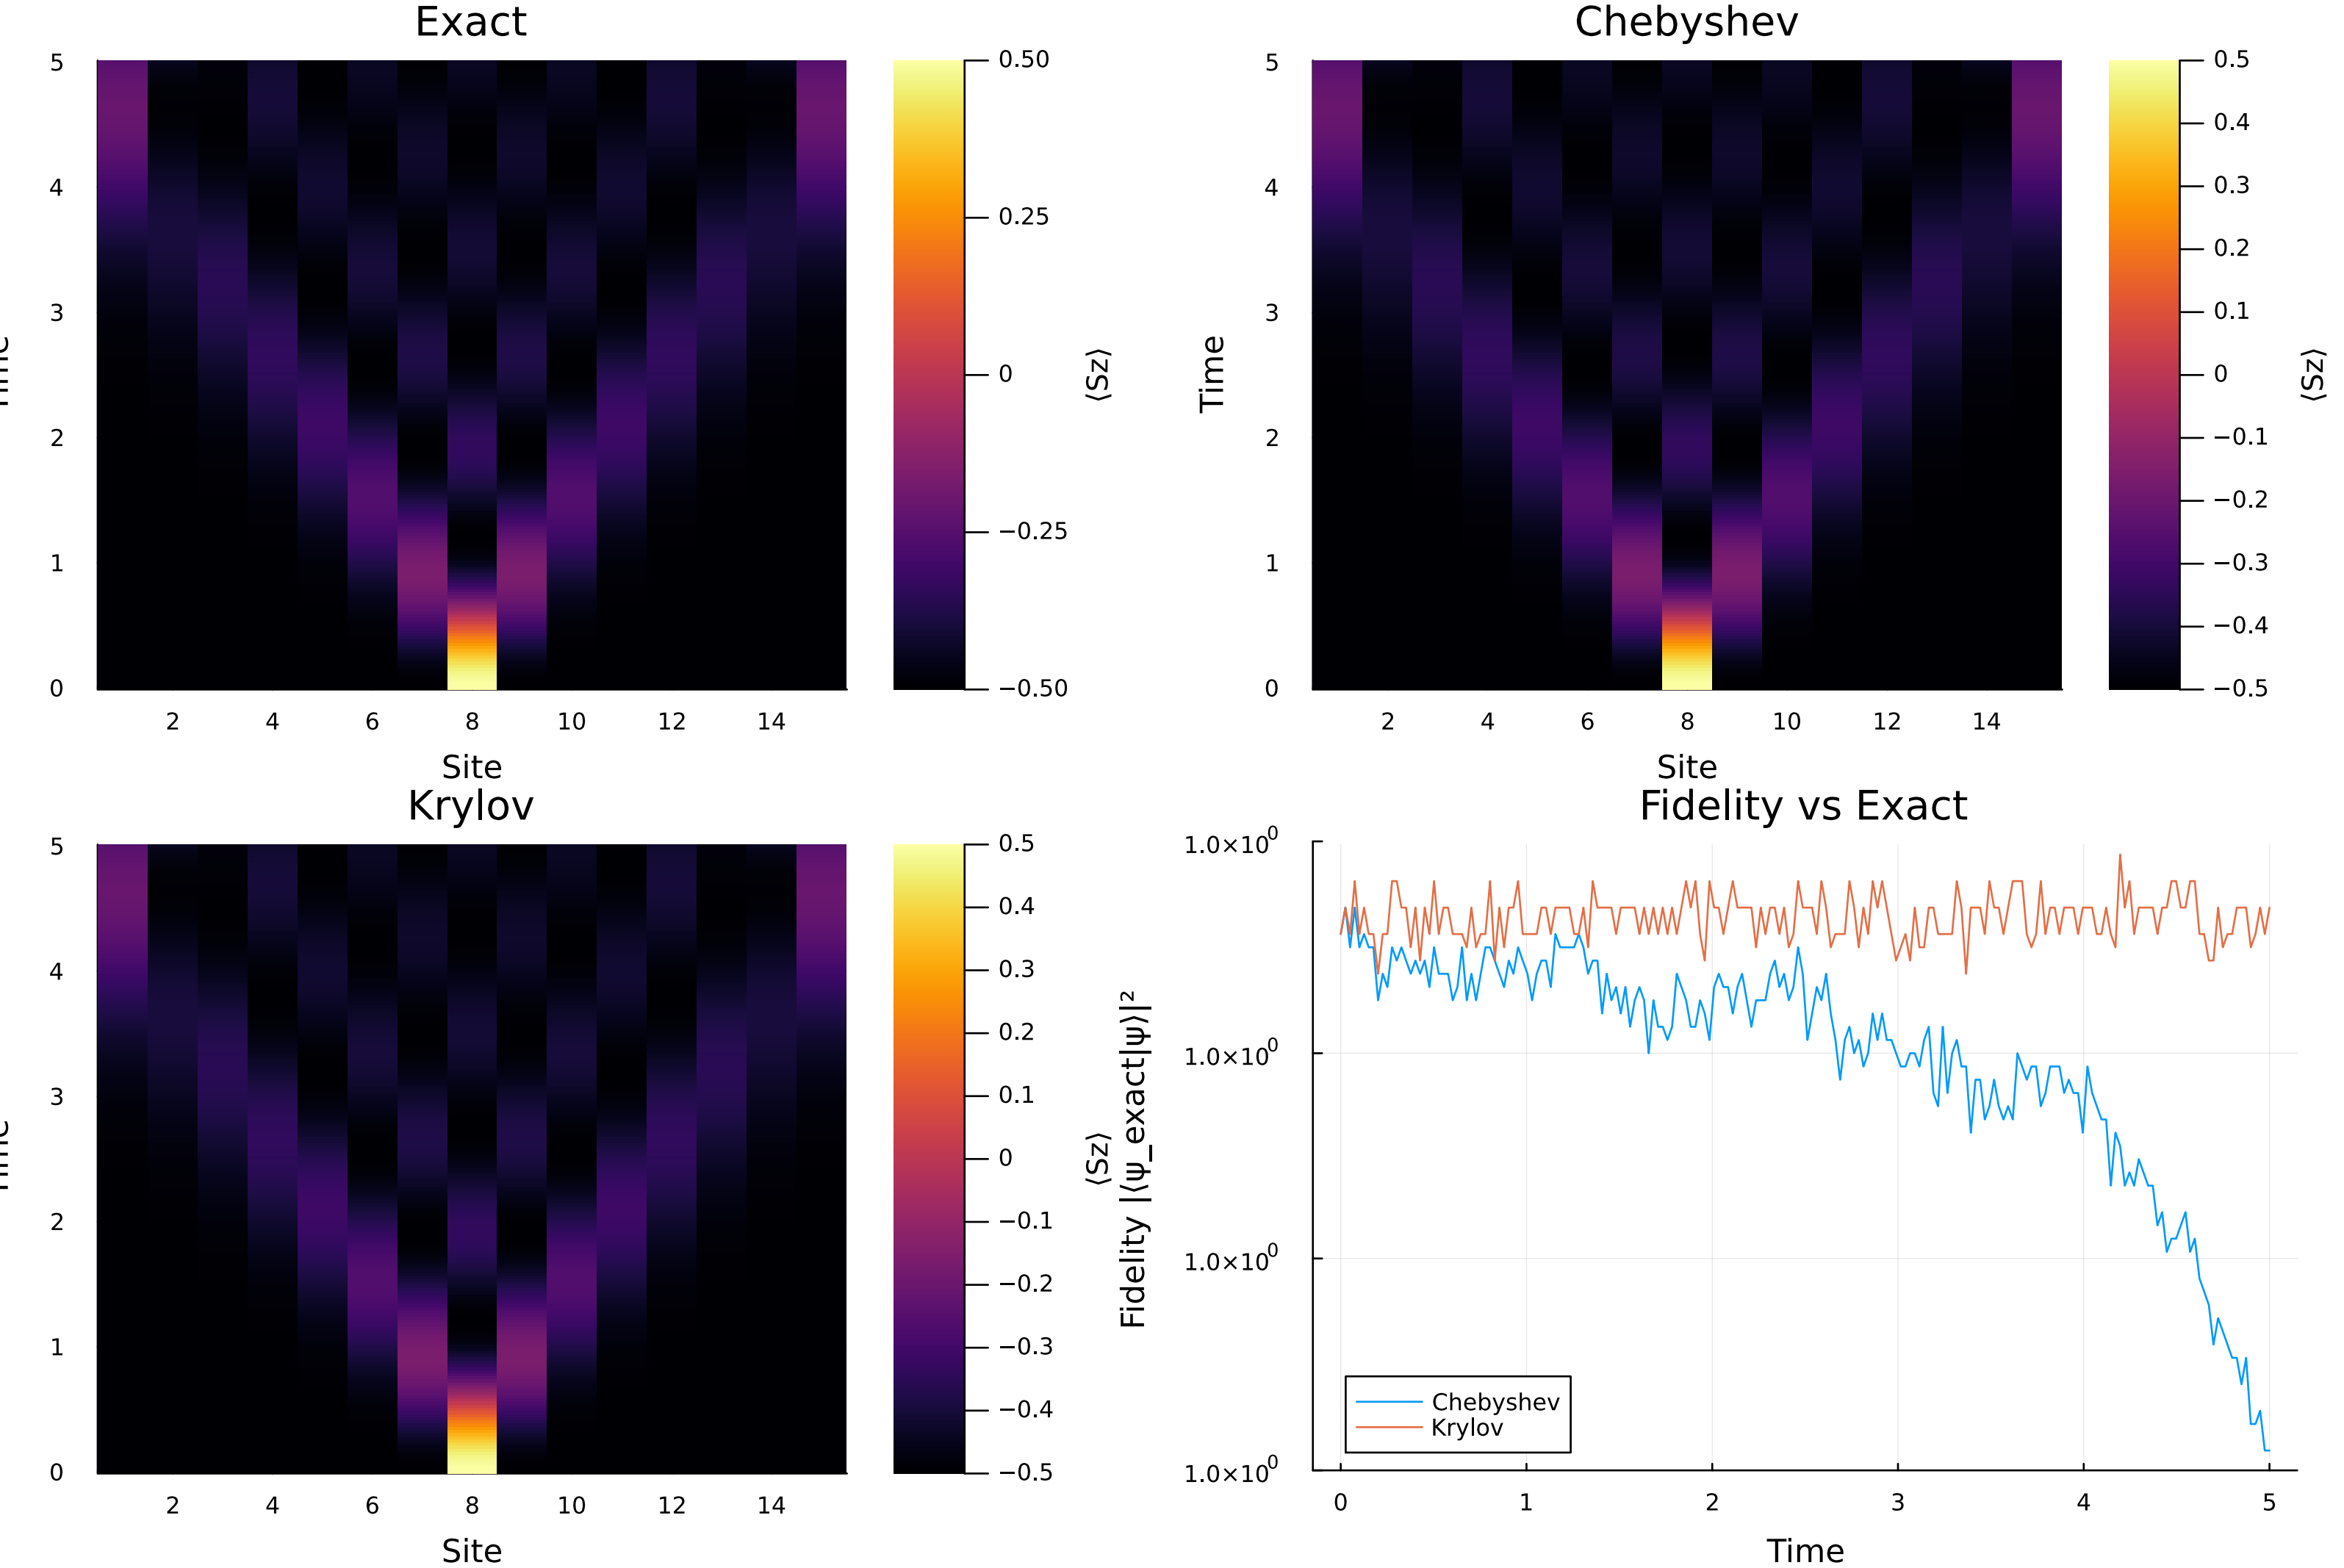 Exact
5
4
3
2
1
0
2 4 6 8 10 12 14
Site
0.50
0.25
0
−0.25
−0.50
⟨Sz⟩
Chebyshev
Time
5
4
3
2
1
0
2 4 6 8 10 12 14
Site
0.5
0.4
0.3
0.2
0.1
0
−0.1
−0.2
−0.3
−0.4
−0.5
⟨Sz⟩
Krylov
5
4
3
2
1
0
2 4 6 8 10 12 14
Site
0.5
0.4
0.3
0.2
0.1
0
−0.1
−0.2
−0.3
−0.4
−0.5
⟨Sz⟩
Fidelity vs Exact
Fidelity |⟨ψ_exact|ψ⟩|²
1.0×10⁰
1.0×10⁰
1.0×10⁰
1.0×10⁰
Chebyshev
Krylov
0 1 2 3 4 5
Time